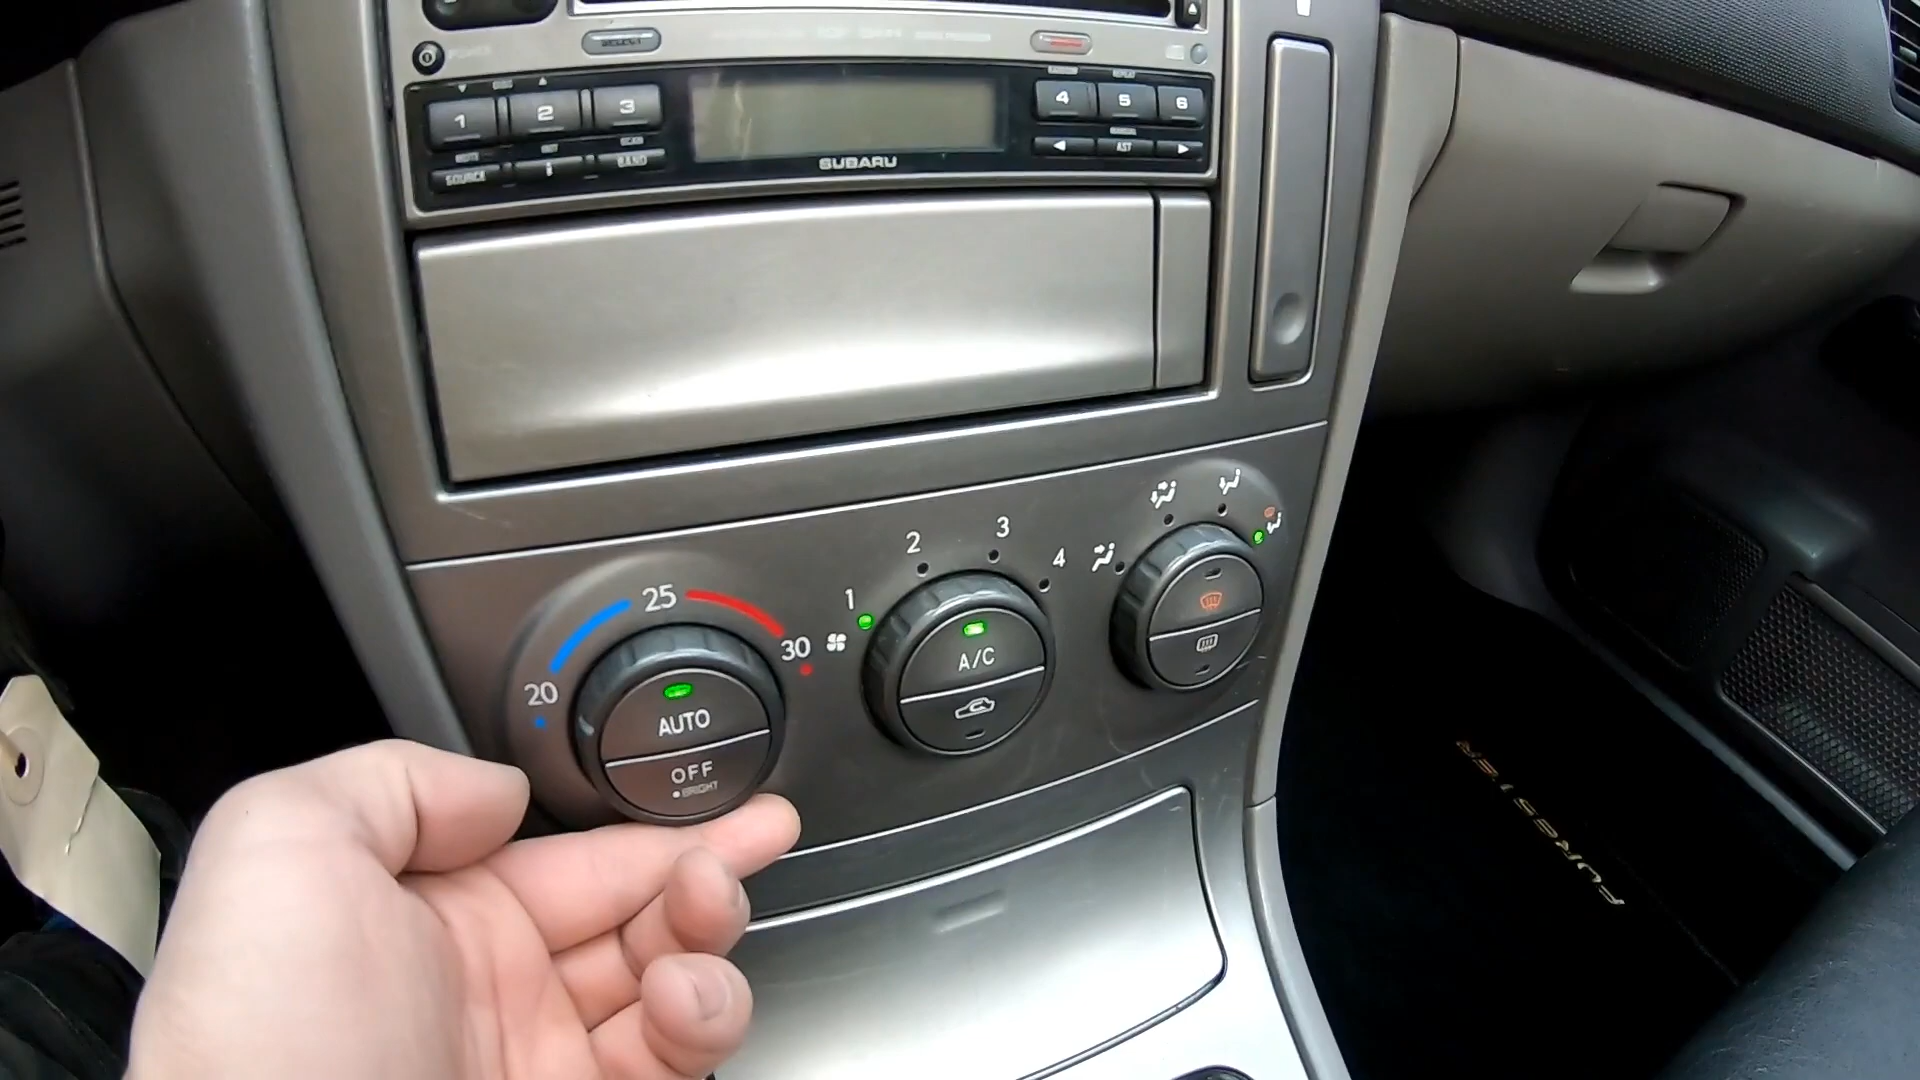 1 2 3
SOURCE BAND
SUBARU
4 5 6
AST
25
20
30
AUTO
OFF
BRIGHT
1 2 3 4
A/C
FORESTER